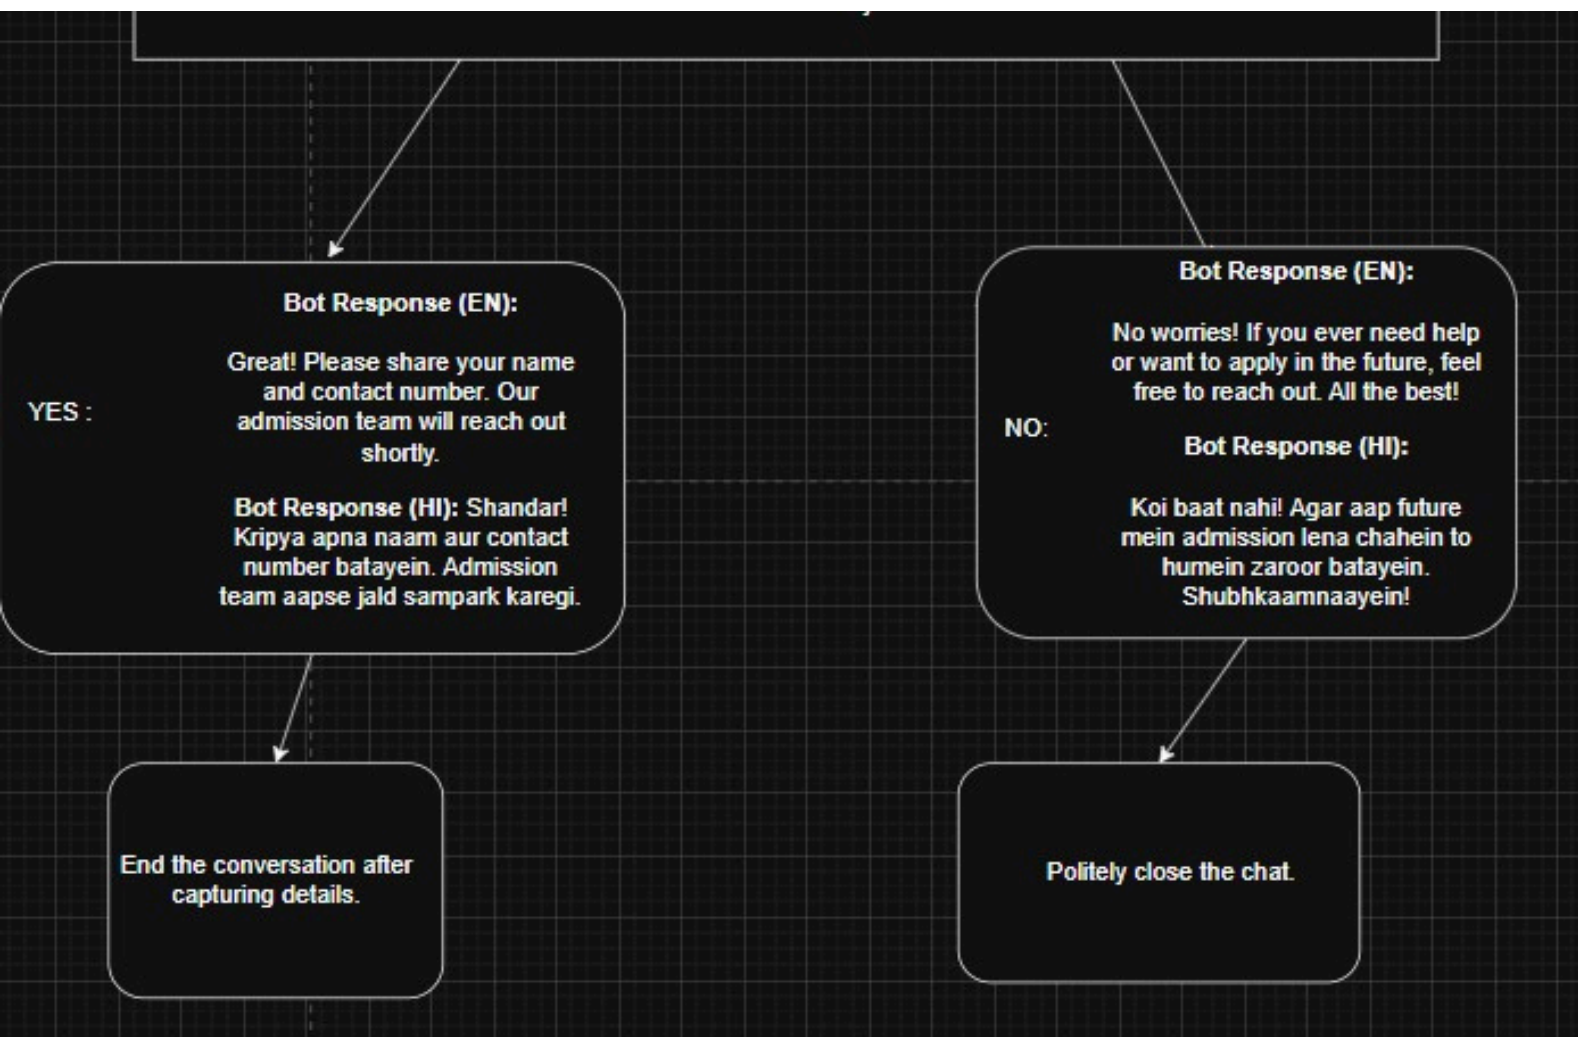 Bot Response (EN):
Great! Please share your name
and contact number. Our
admission team will reach out
shortly.
YES :
Bot Response (HI): Shandar!
Kripya apna naam aur contact
number batayein. Admission
team aapse jald sampark karegi.
Bot Response (EN):
No worries! If you ever need help
or want to apply in the future, feel
free to reach out. All the best!
NO:
Bot Response (HI):
Koi baat nahi! Agar aap future
mein admission lena chahein to
humein zaroor batayein.
Shubhkaamnaayein!
End the conversation after
capturing details.
Politely close the chat.